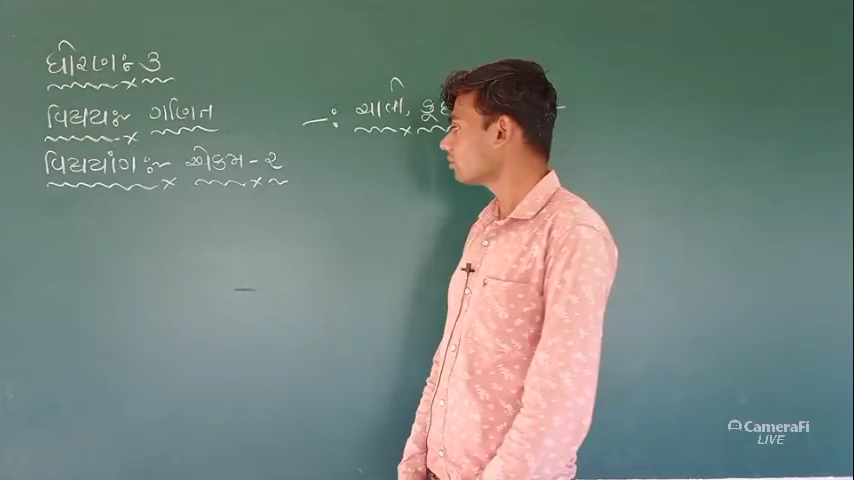 ધોરણઃ ૩
વિષયઃ ગણિત
વિષયાંગઃ- એકમ - ૨
-: ચાલો,
CameraFi
LIVE